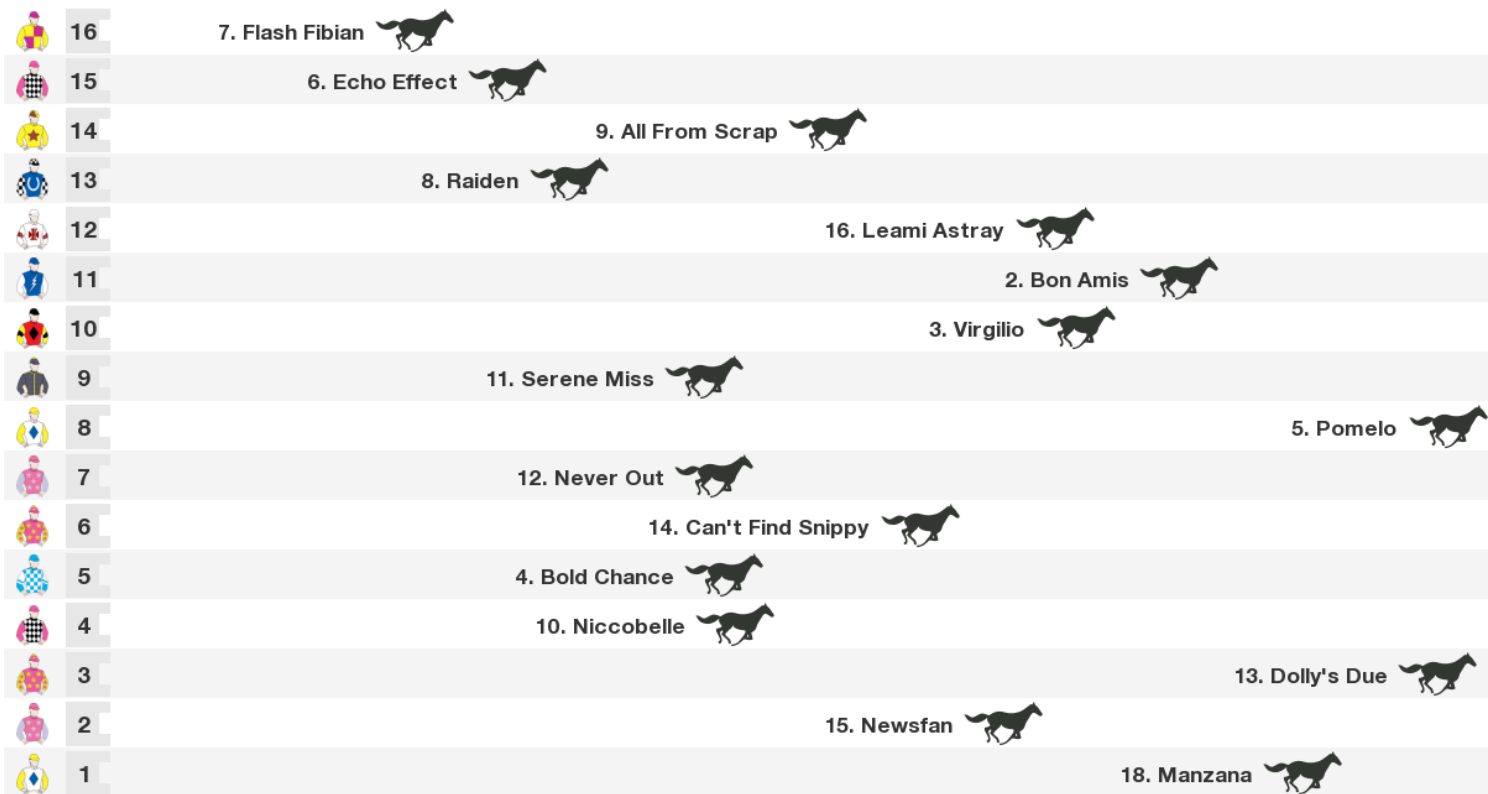 16 7. Flash Fibian
15 6. Echo Effect
14 9. All From Scrap
13 8. Raiden
12 16. Leami Astray
11 2. Bon Amis
10 3. Virgilio
9 11. Serene Miss
8 5. Pomelo
7 12. Never Out
6 14. Can't Find Snippy
5 4. Bold Chance
4 10. Niccobelle
3 13. Dolly's Due
2 15. Newsfan
1 18. Manzana